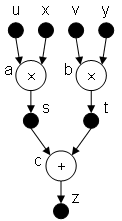 u x v y
a × b ×
s t
c +
z